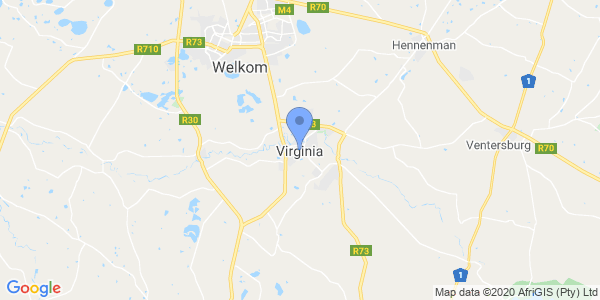 M4
R70
R73
R710
Hennenman
Welkom
1
R30
Virginia
Ventersburg
R70
R73
1
Google
Map data ©2020 AfriGIS (Pty) Ltd